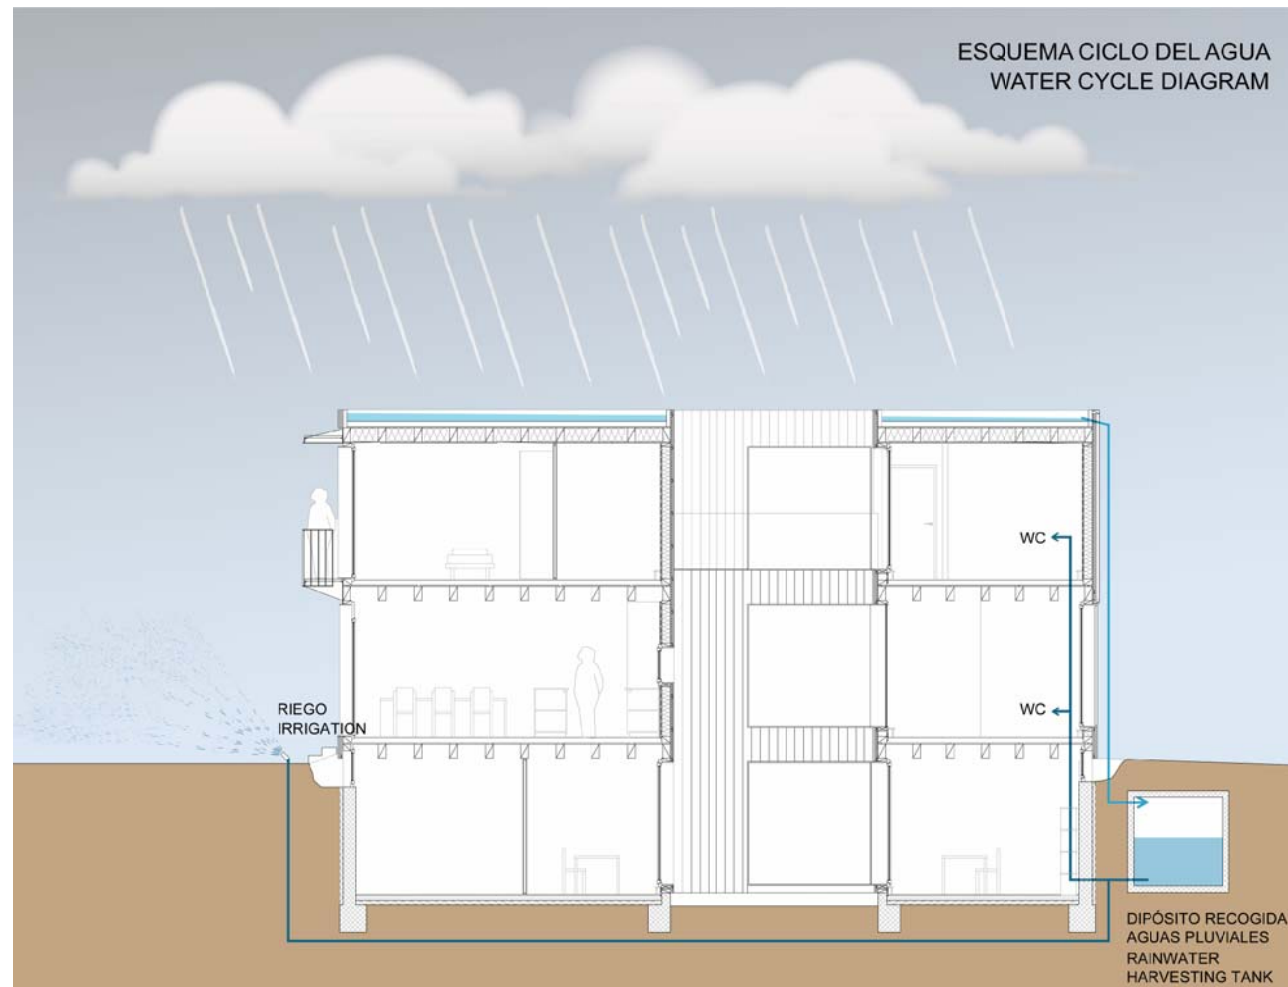 ESQUEMA CICLO DEL AGUA
WATER CYCLE DIAGRAM
WC
WC
RIEGO
IRRIGATION
DIPÓSITO RECOGIDA
AGUAS PLUVIALES
RAINWATER
HARVESTING TANK